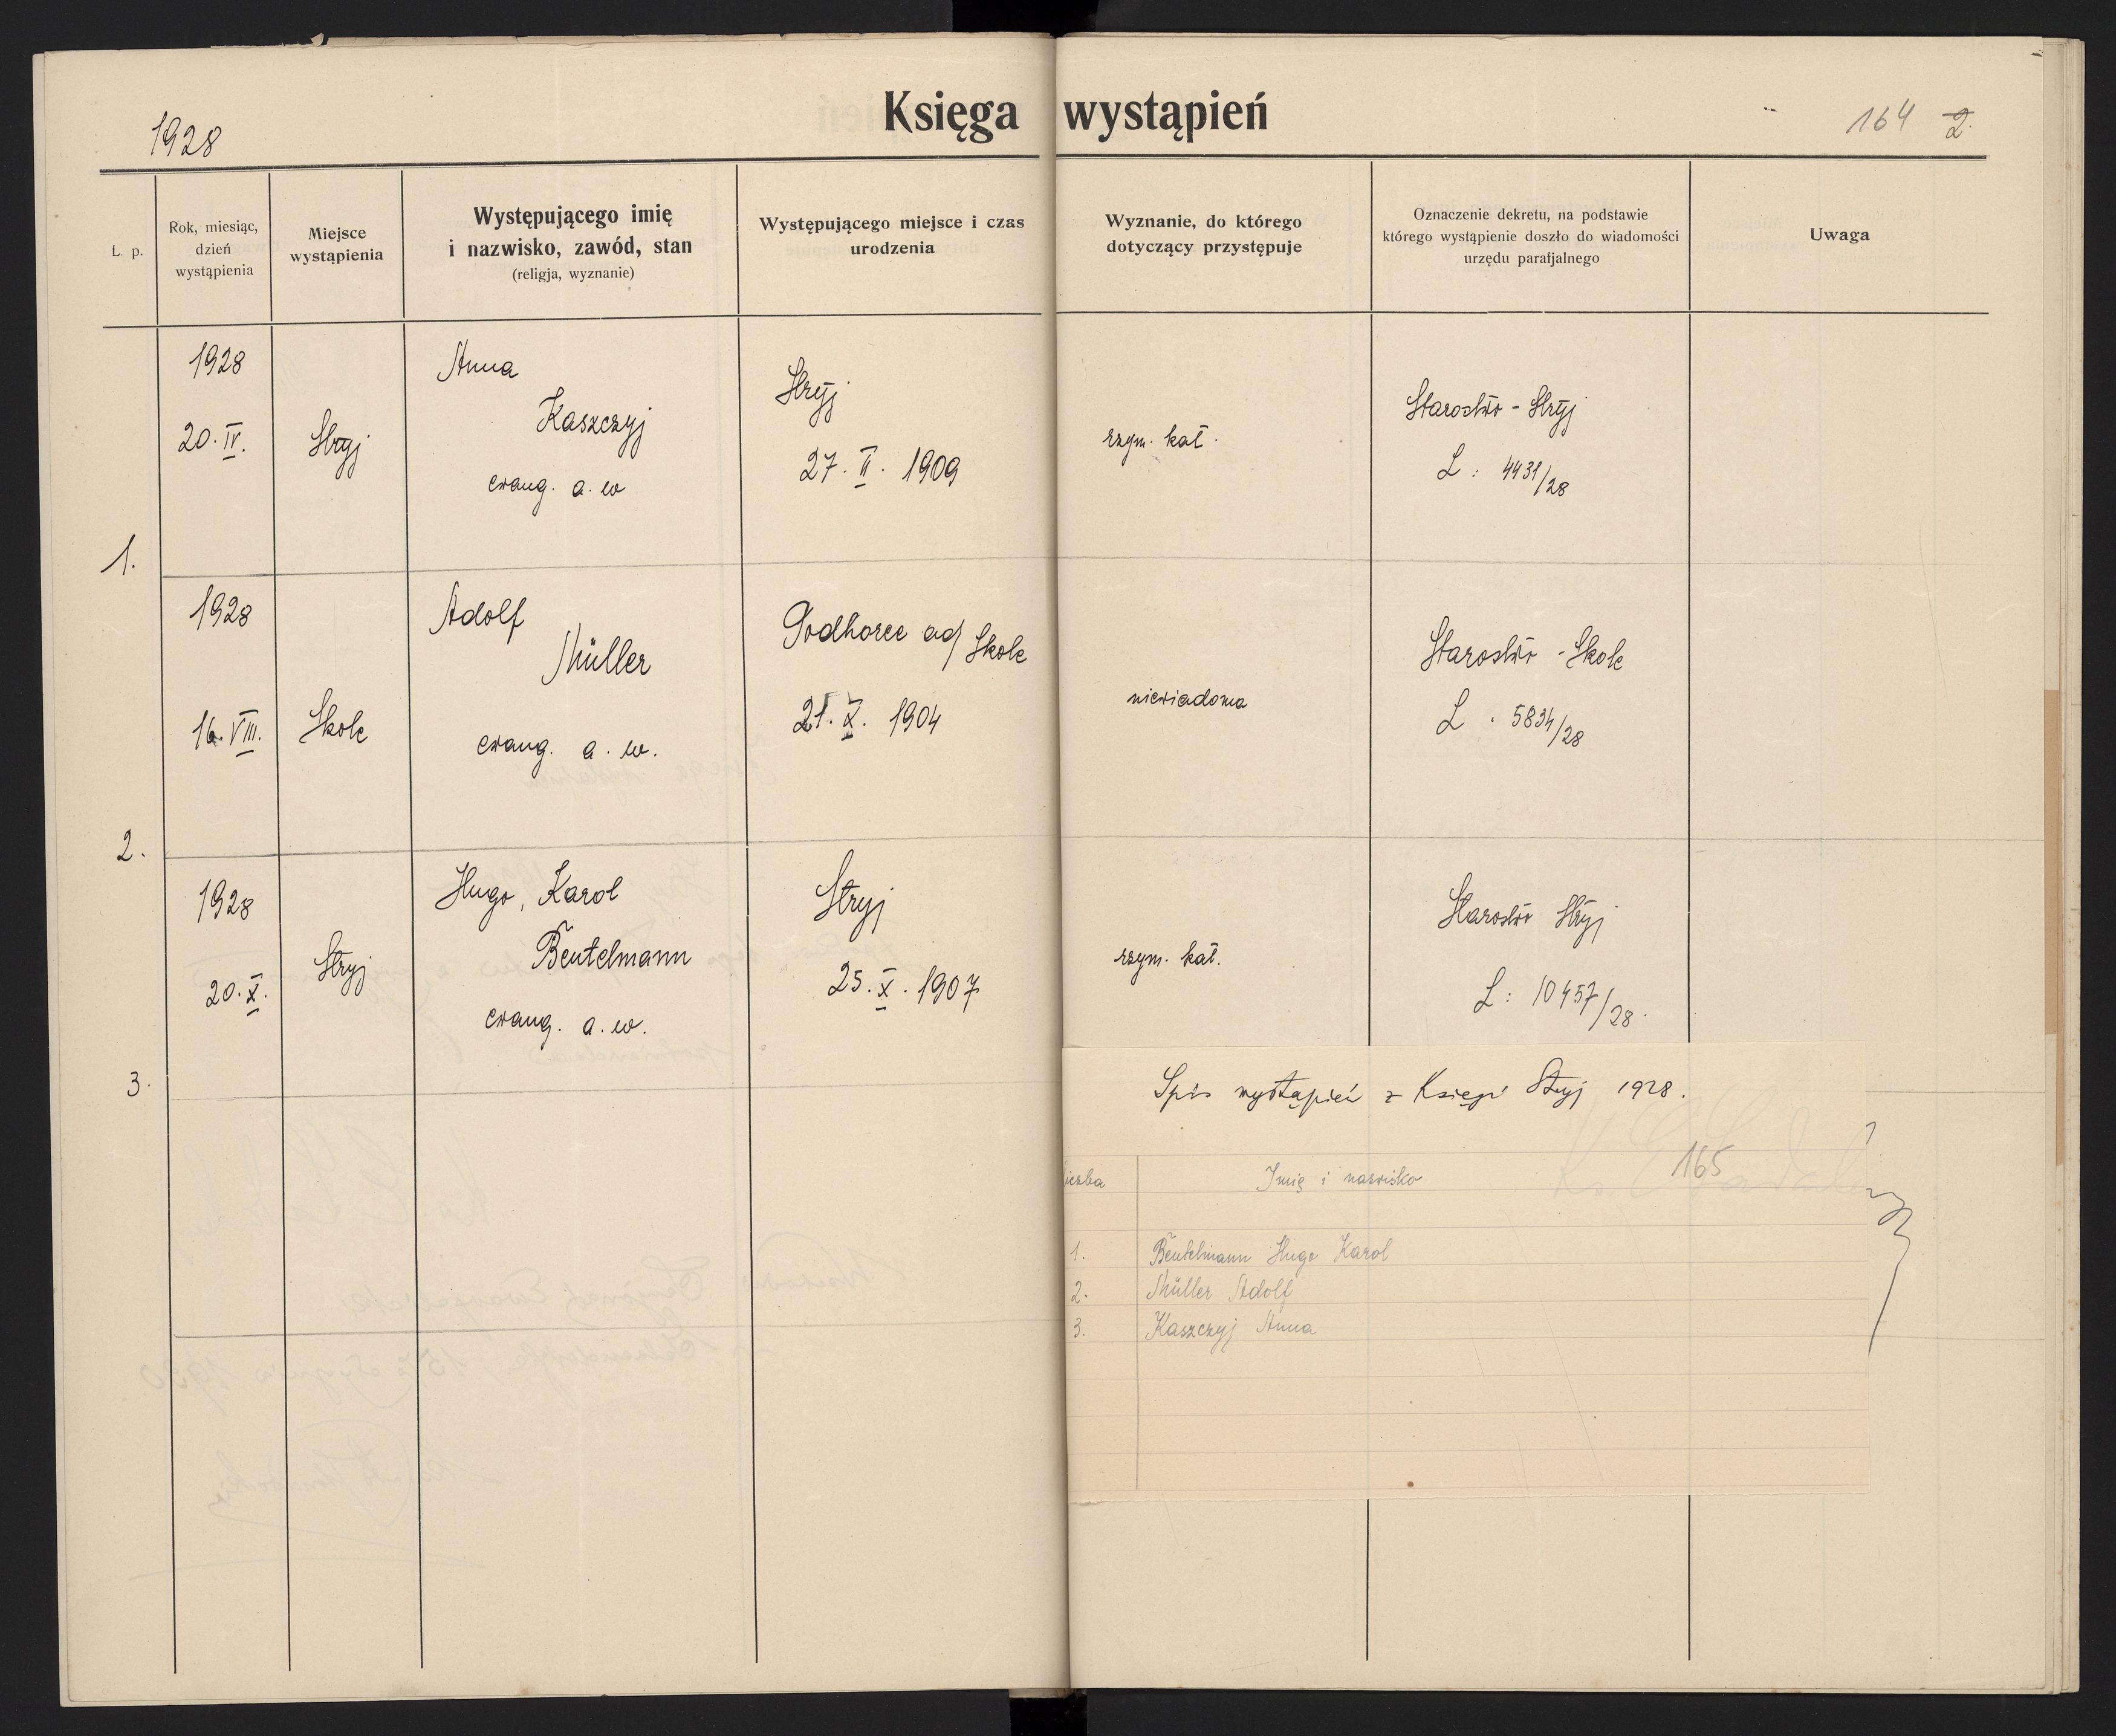 1928
Księga wystąpień
164 2.
L. p.
Rok, miesiąc,
dzień
wystąpienia
Miejsce
wystąpienia
Występującego imię
i nazwisko, zawód, stan
(religja, wyznanie)
Występującego miejsce i czas
urodzenia
Wyznanie, do którego
dotyczący przystępuje
Oznaczenie dekretu, na podstawie
którego wystąpienie doszło do wiadomości
urzędu parafjalnego
Uwaga
1.
1928
20. IV.
Stryj
Anna
Kaszczyj
ewang. a. w
Stryj
27. II. 1909
rzym. kat.
Starostwo - Stryj
L: 4431/28
2.
1928
16. VIII.
Skole
Adolf
Müller
ewang. a. w.
Podhorce ad/ Skole
21. X. 1904
niewiadoma
Starostwo - Skole
L. 5834/28
3.
1928
20. X.
Stryj
Hugo, Karol
Beutelmann
ewang. a. w.
Stryj
25. X. 1907
rzym. kat.
Starostwo Stryj
L: 10457/28.
Spis wystąpień z Księgi Stryj 1928.
165
iczba
Imię i nazwisko
1. Beutelmann Hugo Karol
2. Müller Adolf
3. Kaszczyj Anna